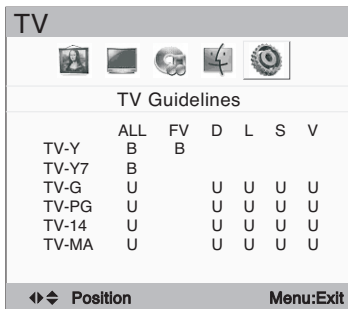 TV
TV Guidelines
ALL FV D L S V
TV-Y B B
TV-Y7 B
TV-G U U U U U
TV-PG U U U U U
TV-14 U U U U U
TV-MA U U U U U
Position Menu:Exit